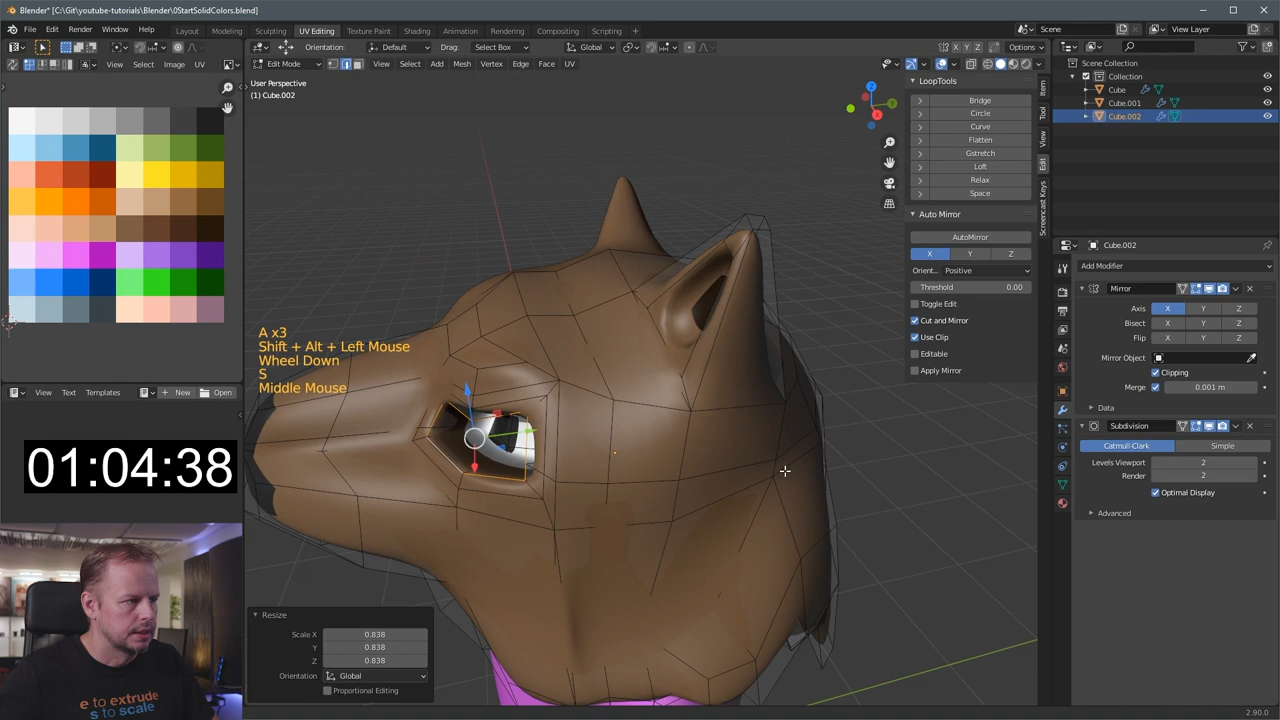 Blender* [C:\Git\youtube-tutorials\Blender\0StartSolidColors.blend]
File Edit Render Window Help Layout Modeling Sculpting UV Editing Texture Paint Shading Animation Rendering Compositing Scripting + Scene View Layer
Orientation: Default Drag: Select Box Global X Y Z Options
View Select Image UV Edit Mode View Select Add Mesh Vertex Edge Face UV
User Perspective
(1) Cube.002
LoopTools
Bridge
Circle
Curve
Flatten
Gstretch
Loft
Relax
Space
Auto Mirror
AutoMirror
X Y Z
Orient.. Positive
Threshold 0.00
Toggle Edit
Cut and Mirror
Use Clip
Editable
Apply Mirror
Item
Tool
View
Edit
Screencast Keys
Z
Y
X
Scene Collection
Collection
Cube
Cube.001
Cube.002
Cube.002
Add Modifier
Mirror
Axis X Y Z
Bisect X Y Z
Flip X Y Z
Mirror Object
Clipping
Merge 0.001 m
Data
Subdivision
Catmull-Clark Simple
Levels Viewport 2
Render 2
Optimal Display
Advanced
A x3
Shift + Alt + Left Mouse
Wheel Down
S
Middle Mouse
View Text Templates + New Open
01:04:38
e to extrude
s to scale
Resize
Scale X 0.838
Y 0.838
Z 0.838
Orientation Global
Proportional Editing
2.90.0